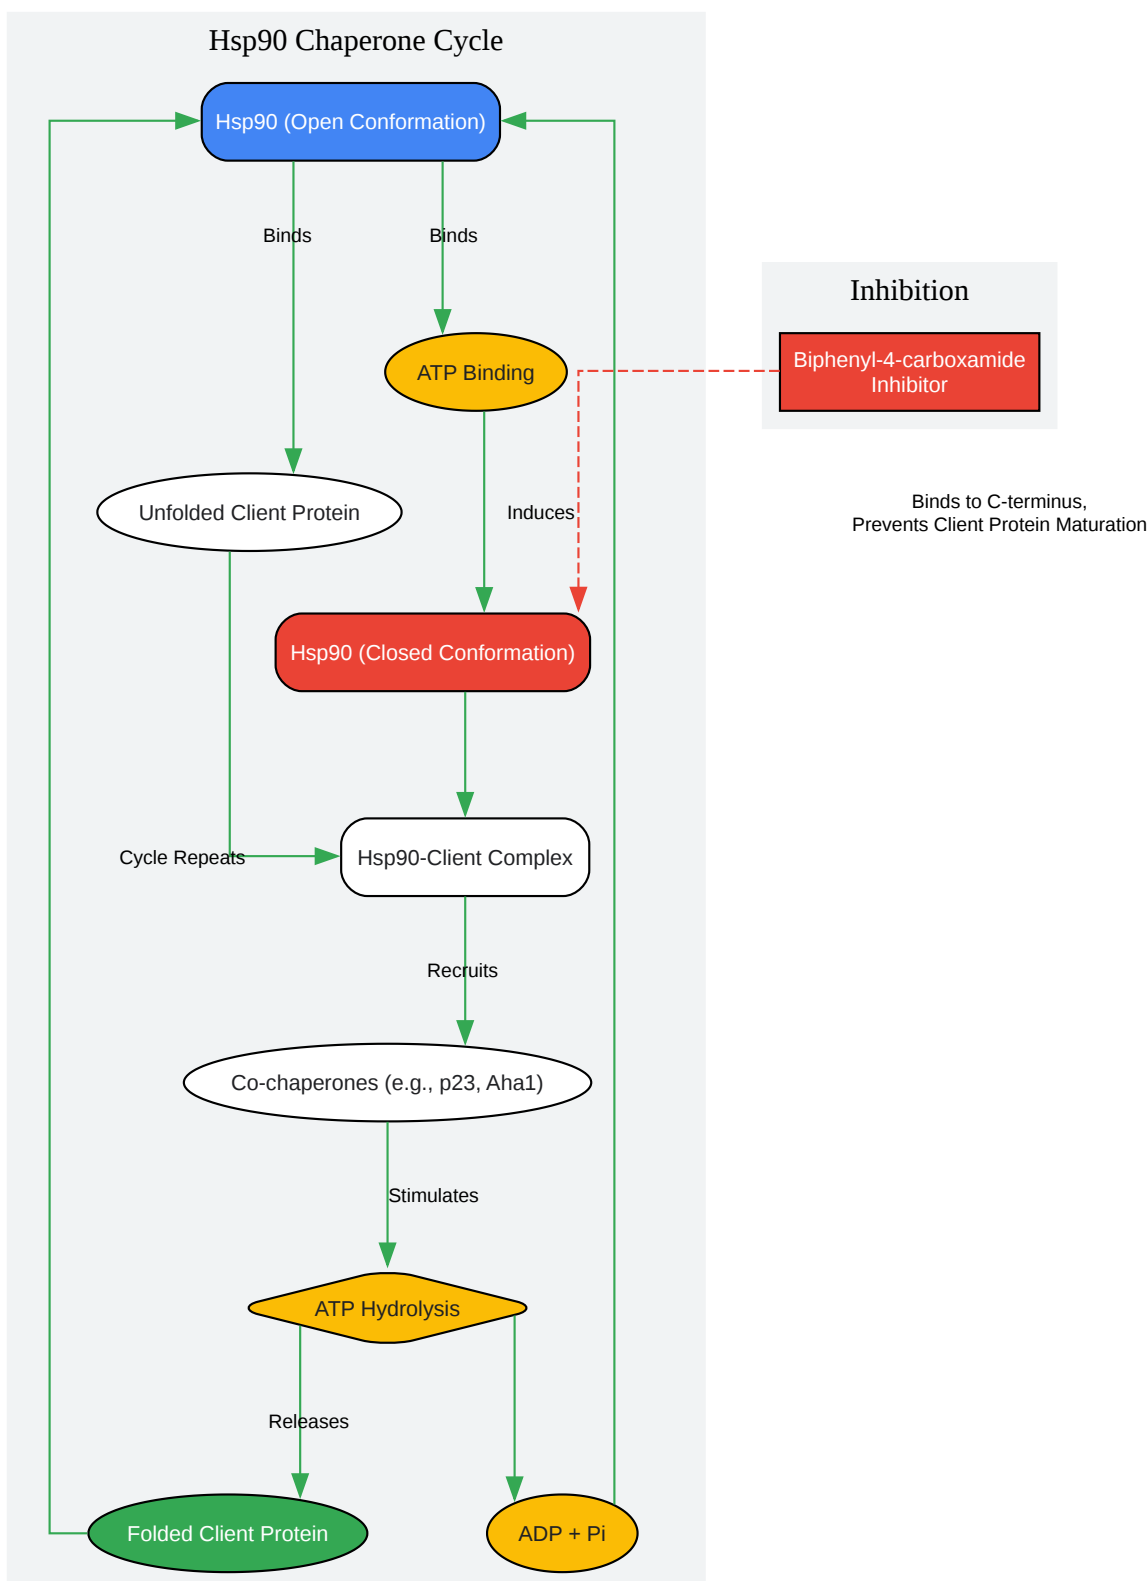 Hsp90 Chaperone Cycle
Hsp90 (Open Conformation)
Binds
Binds
Inhibition
Biphenyl-4-carboxamide
Inhibitor
ATP Binding
Binds to C-terminus,
Prevents Client Protein Maturation
Unfolded Client Protein
Induces
Hsp90 (Closed Conformation)
Cycle Repeats
Hsp90-Client Complex
Recruits
Co-chaperones (e.g., p23, Aha1)
Stimulates
ATP Hydrolysis
Releases
Folded Client Protein
ADP + Pi